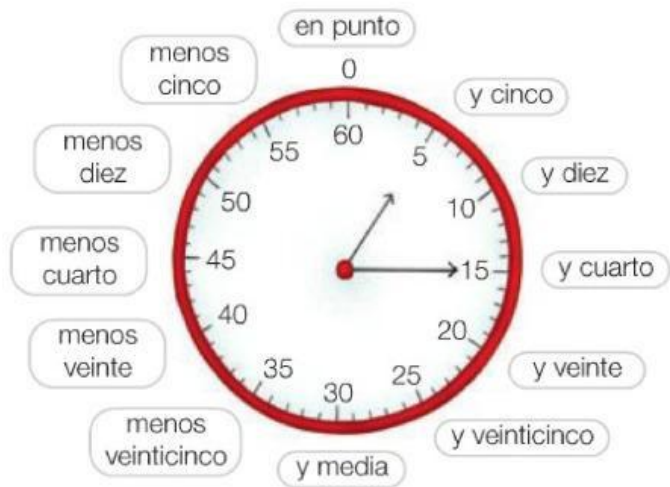 en punto
menos
cinco
0
y cinco
60
55
5
menos
diez
y diez
50
10
menos
cuarto
45
15
y cuarto
menos
veinte
40
20
y veinte
35
25
30
menos
veinticinco
y veinticinco
y media